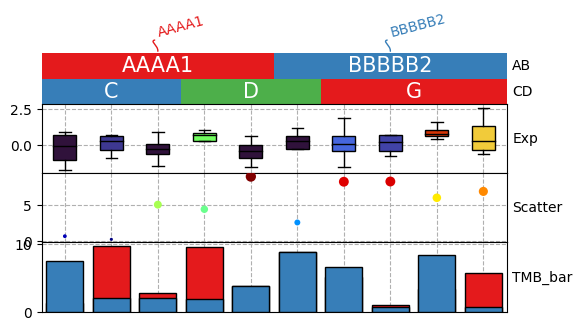 AAAA1 BBBBB2
AAAA1 BBBBB2 AB
C D G CD
2.5
0.0 Exp
5 Scatter
0
10
0 TMB_bar